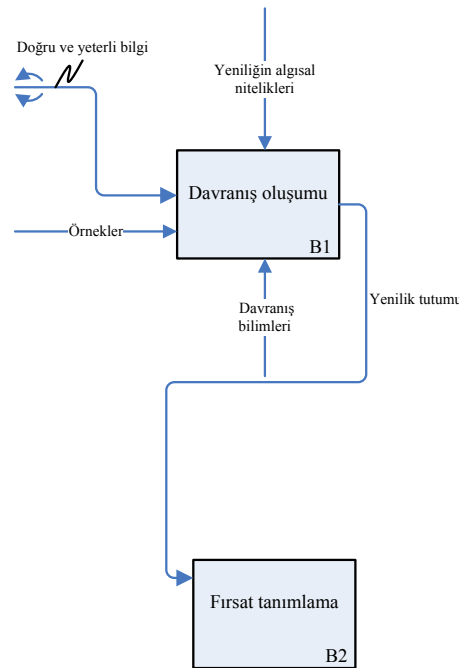 Doğru ve yeterli bilgi
Yeniliğin algısal
nitelikleri
Davranış oluşumu
B1
Örnekler
Davranış
bilimleri
Yenilik tutumu
Fırsat tanımlama
B2